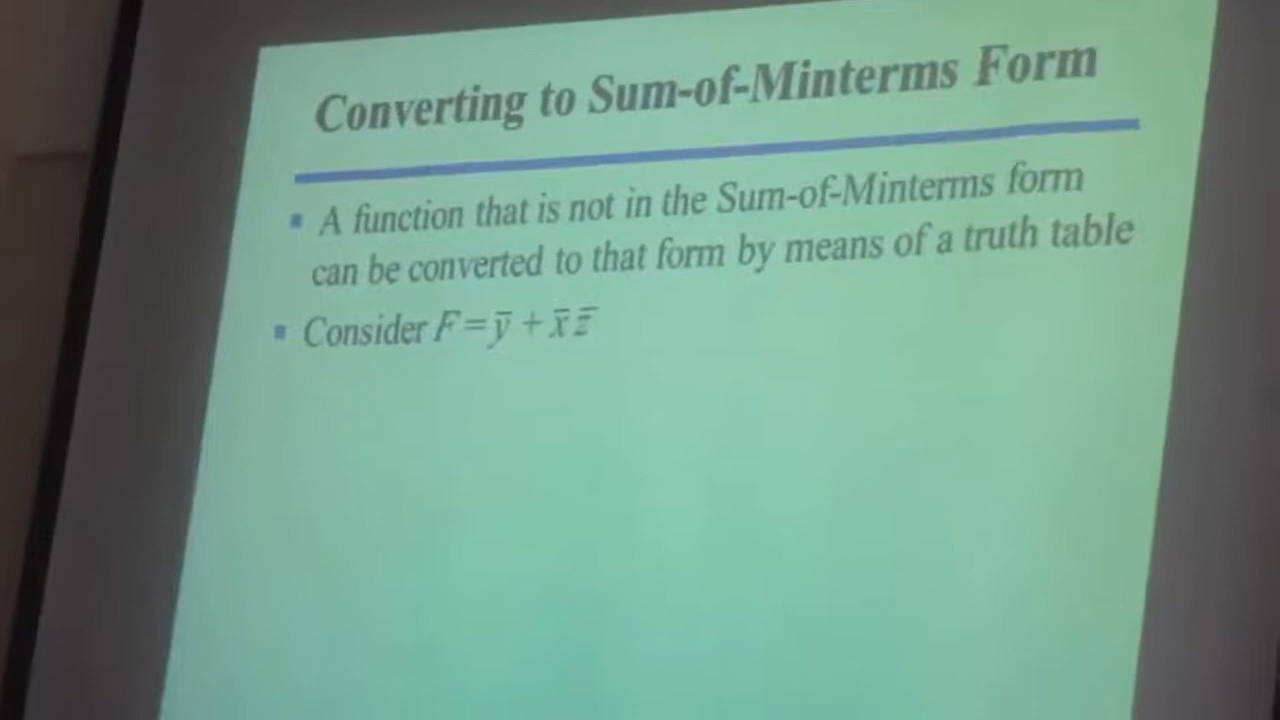 Converting to Sum-of-Minterms Form
▪ A function that is not in the Sum-of-Minterms form
can be converted to that form by means of a truth table
▪ Consider F = y̅ + x̅ z̅